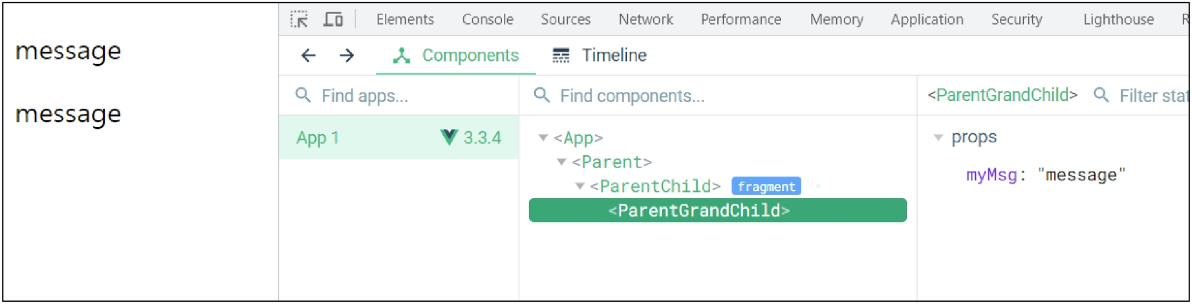 message
message
Elements Console Sources Network Performance Memory Application Security Lighthouse
Components Timeline
Find apps... Find components... <ParentGrandChild> Filter stat
App 1 3.3.4
<App>
<Parent>
<ParentChild> fragment
<ParentGrandChild>
props
myMsg: "message"